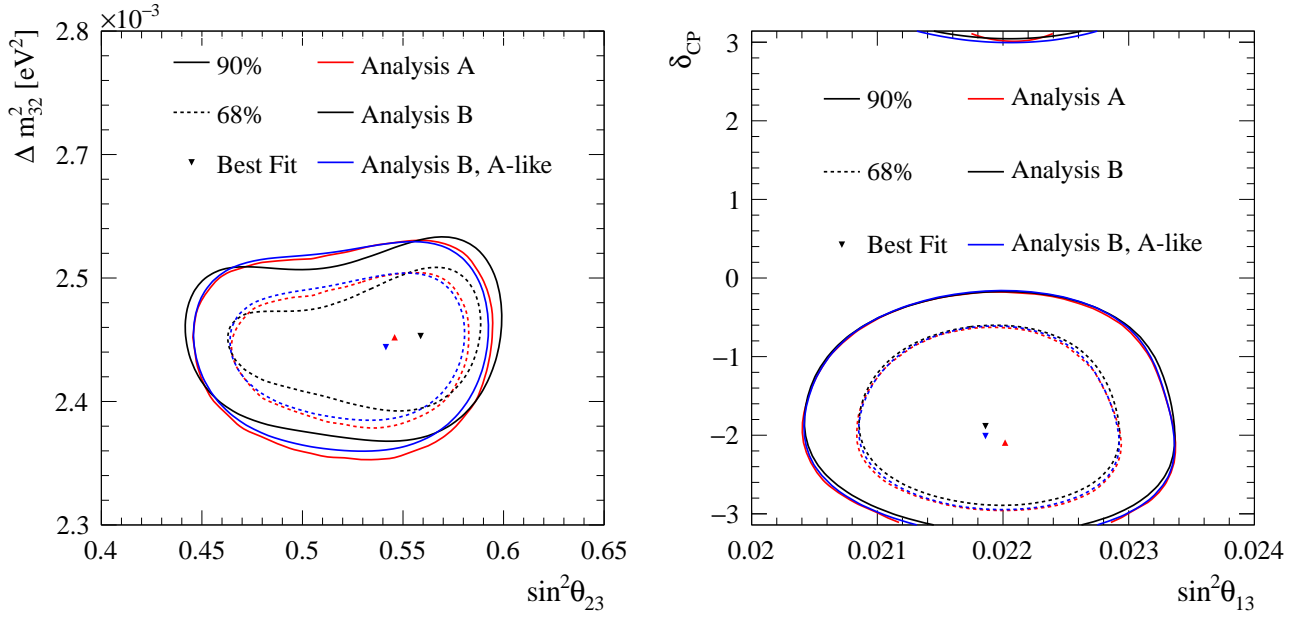 ×10⁻³
2.8
2.7
2.5
2.4
2.3
Δ m²₃₂ [eV²]
90%
Analysis A
68%
Analysis B
Best Fit
Analysis B, A-like
0.4 0.45 0.5 0.55 0.6 0.65
sin²θ₂₃
δCP
3
2
1
0
−1
−2
−3
90%
Analysis A
68%
Analysis B
Best Fit
Analysis B, A-like
0.02 0.021 0.022 0.023 0.024
sin²θ₁₃